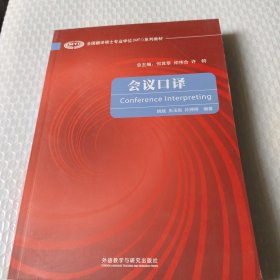 全国翻译硕士专业学位(MTI)系列教材
总主编：何其莘 仲伟合 许钧
会议口译
Conference Interpreting
编著
外语教学与研究出版社